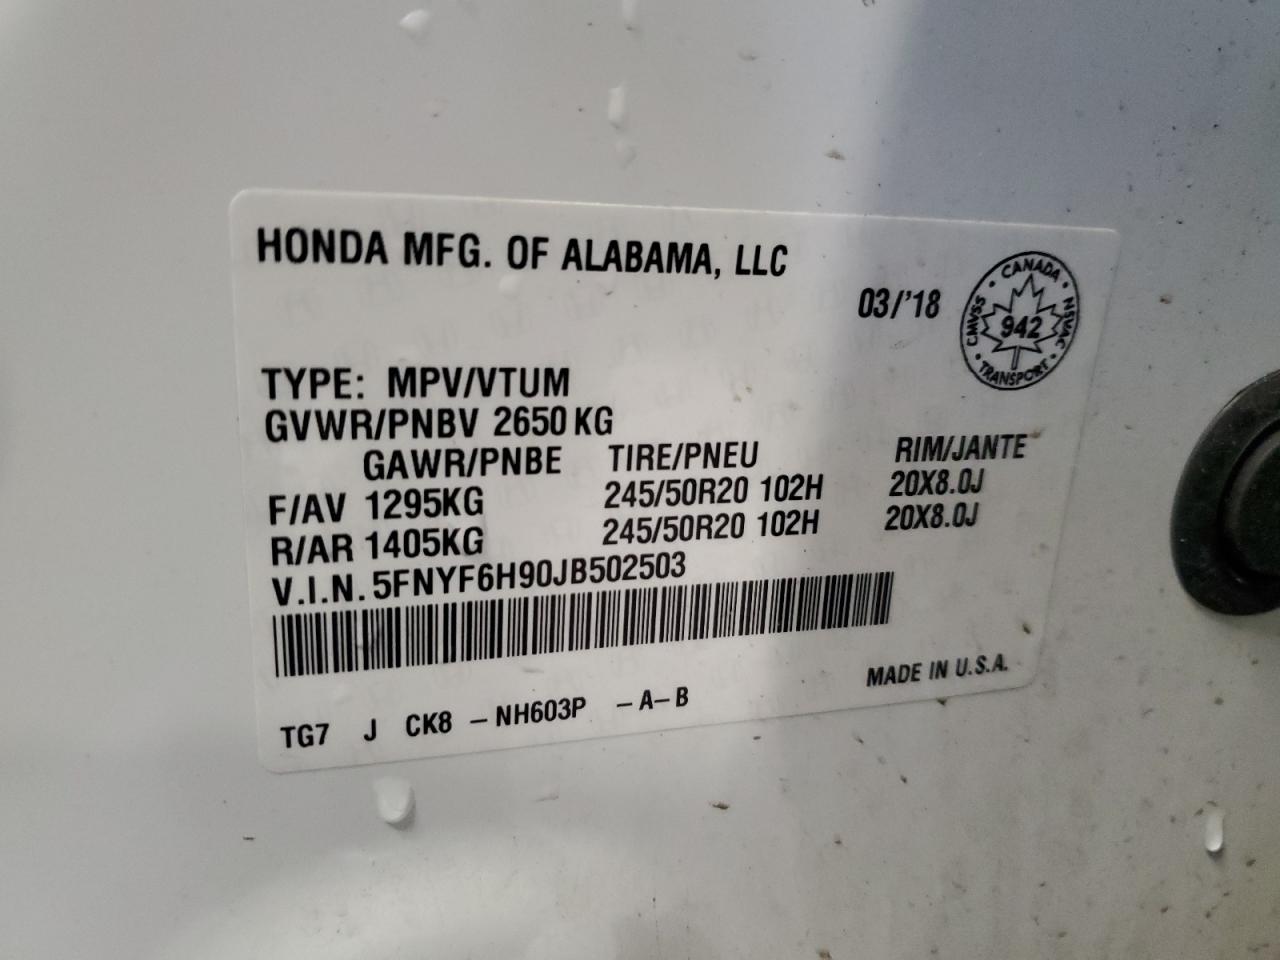 HONDA MFG. OF ALABAMA, LLC
03/'18
CANADA
CMVSS
942
NSVAC
TRANSPORT
TYPE: MPV/VTUM
GVWR/PNBV 2650 KG
GAWR/PNBE TIRE/PNEU RIM/JANTE
F/AV 1295KG 245/50R20 102H 20X8.0J
R/AR 1405KG 245/50R20 102H 20X8.0J
V.I.N. 5FNYF6H90JB502503
MADE IN U.S.A.
TG7 J CK8 -NH603P -A-B